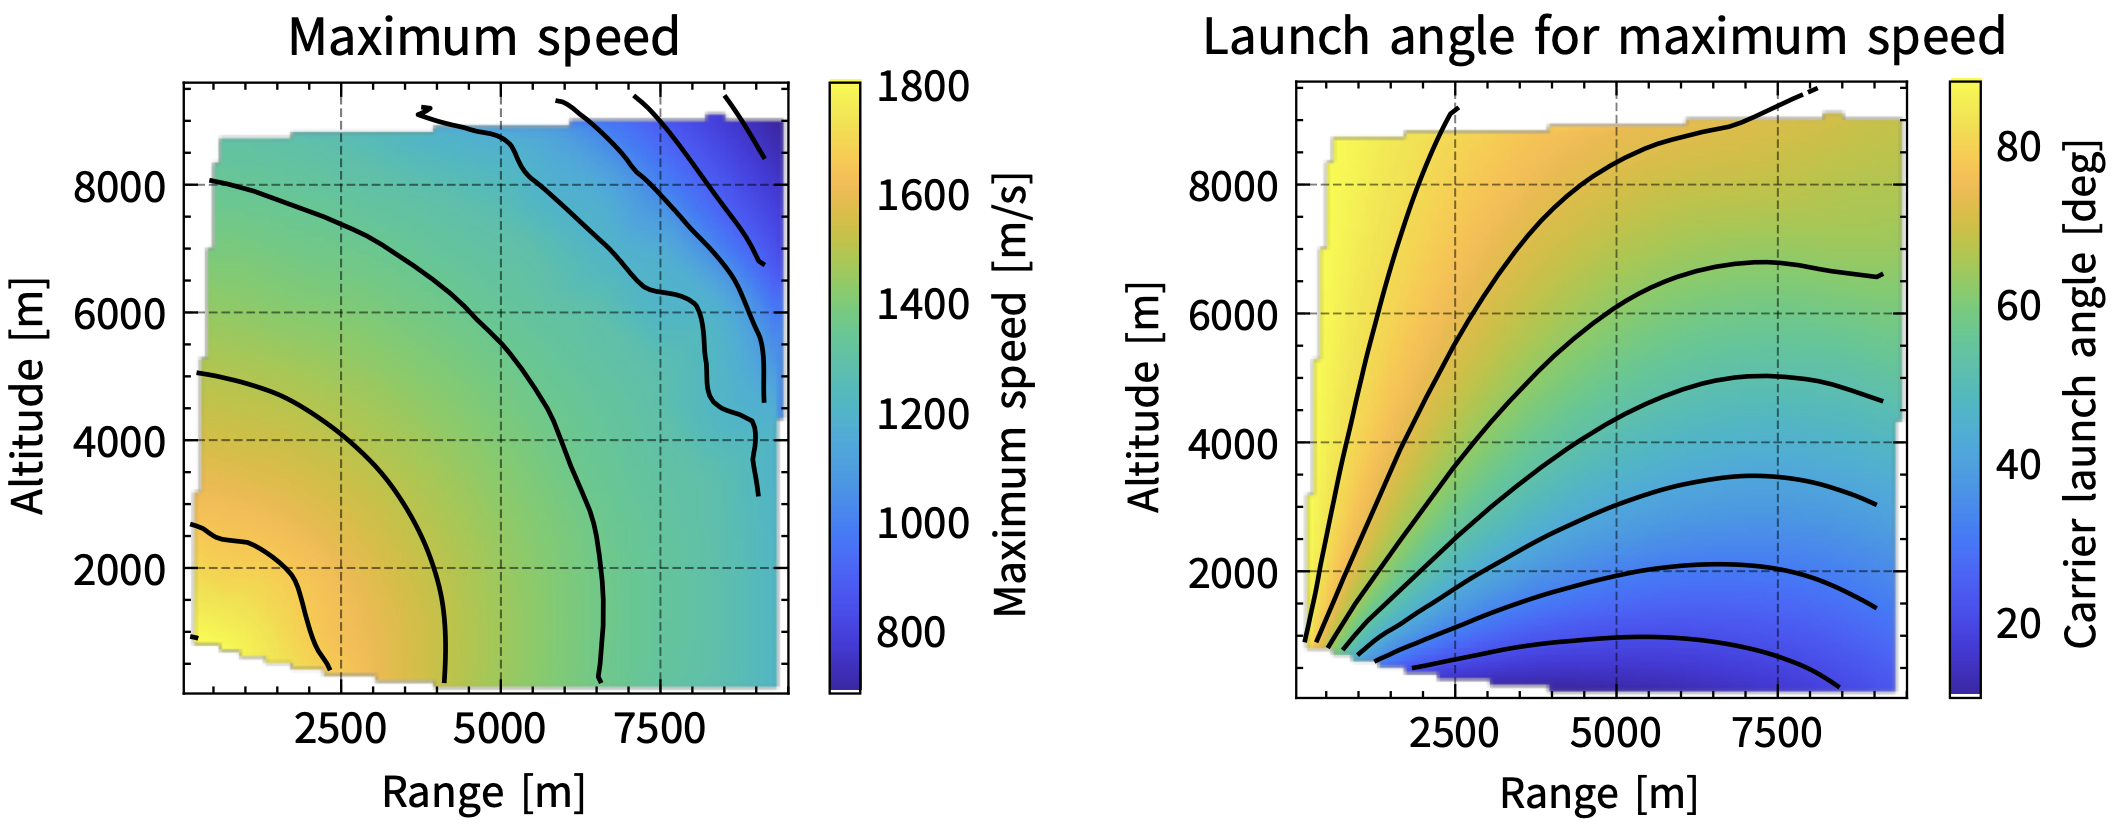 Maximum speed
Altitude [m]
8000
6000
4000
2000
2500 5000 7500
Range [m]
1800
1600
1400
1200
1000
800
Maximum speed [m/s]
Launch angle for maximum speed
Altitude [m]
8000
6000
4000
2000
2500 5000 7500
Range [m]
80
60
40
20
Carrier launch angle [deg]